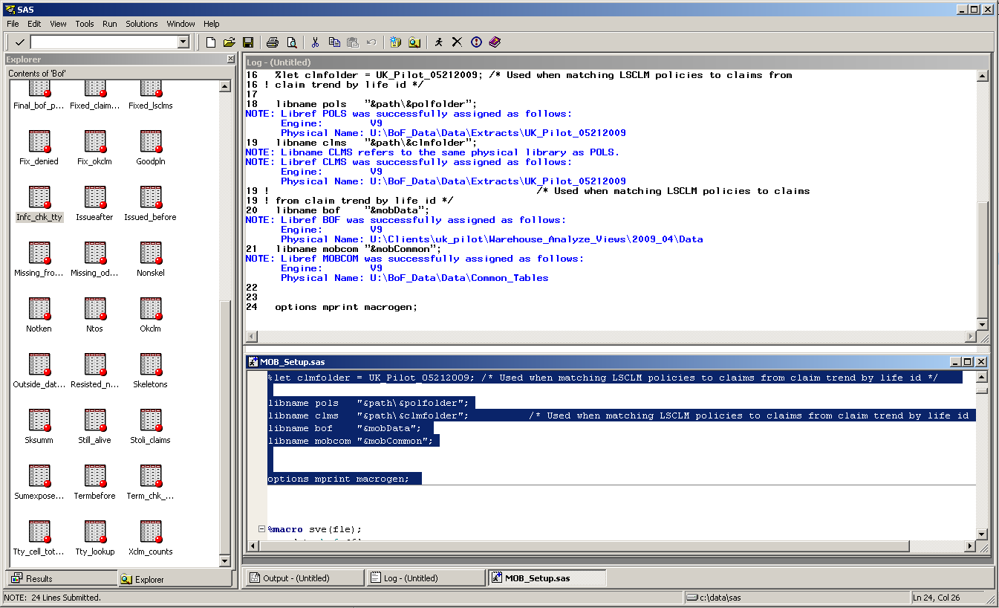 SAS
File Edit View Tools Run Solutions Window Help
Explorer
Contents of 'Bof'
Final_bof_p... Fixed_claim... Fixed_lsclms
Fix_denied Fix_okclm Goodpln
Infc_chk_tty Issueafter Issued_before
Missing_fro... Missing_od... Nonskel
Notken Ntos Okclm
Outside_dat... Resisted_n... Skeletons
Sksumm Still_alive Stoli_claims
Sumexpose... Termbefore Term_chk_...
Tty_cell_tot... Tty_lookup Xclm_counts
Results Explorer
Log - (Untitled)
16 %let clmfolder = UK_Pilot_05212009; /* Used when matching LSCLM policies to claims from
16 ! claim trend by life id */
17
18 libname pols "&path\&polfolder";
NOTE: Libref POLS was successfully assigned as follows:
Engine: V9
Physical Name: U:\BoF_Data\Data\Extracts\UK_Pilot_05212009
19 libname clms "&path\&clmfolder";
NOTE: Libname CLMS refers to the same physical library as POLS.
NOTE: Libref CLMS was successfully assigned as follows:
Engine: V9
Physical Name: U:\BoF_Data\Data\Extracts\UK_Pilot_05212009
19 ! /* Used when matching LSCLM policies to claims
19 ! from claim trend by life id */
20 libname bof "&mobData";
NOTE: Libref BOF was successfully assigned as follows:
Engine: V9
Physical Name: U:\Clients\uk_pilot\Warehouse_Analyze_Views\2009_04\Data
21 libname mobcom "&mobCommon";
NOTE: Libref MOBCOM was successfully assigned as follows:
Engine: V9
Physical Name: U:\BoF_Data\Data\Common_Tables
22
23
24 options mprint macrogen;
MOB_Setup.sas
%let clmfolder = UK_Pilot_05212009; /* Used when matching LSCLM policies to claims from claim trend by life id */
libname pols "&path\&polfolder";
libname clms "&path\&clmfolder"; /* Used when matching LSCLM policies to claims from claim trend by life id
libname bof "&mobData";
libname mobcom "&mobCommon";
options mprint macrogen;
%macro sve(fle);
Output - (Untitled) Log - (Untitled) MOB_Setup.sas
NOTE: 24 Lines Submitted. c:\data\sas Ln 24, Col 26